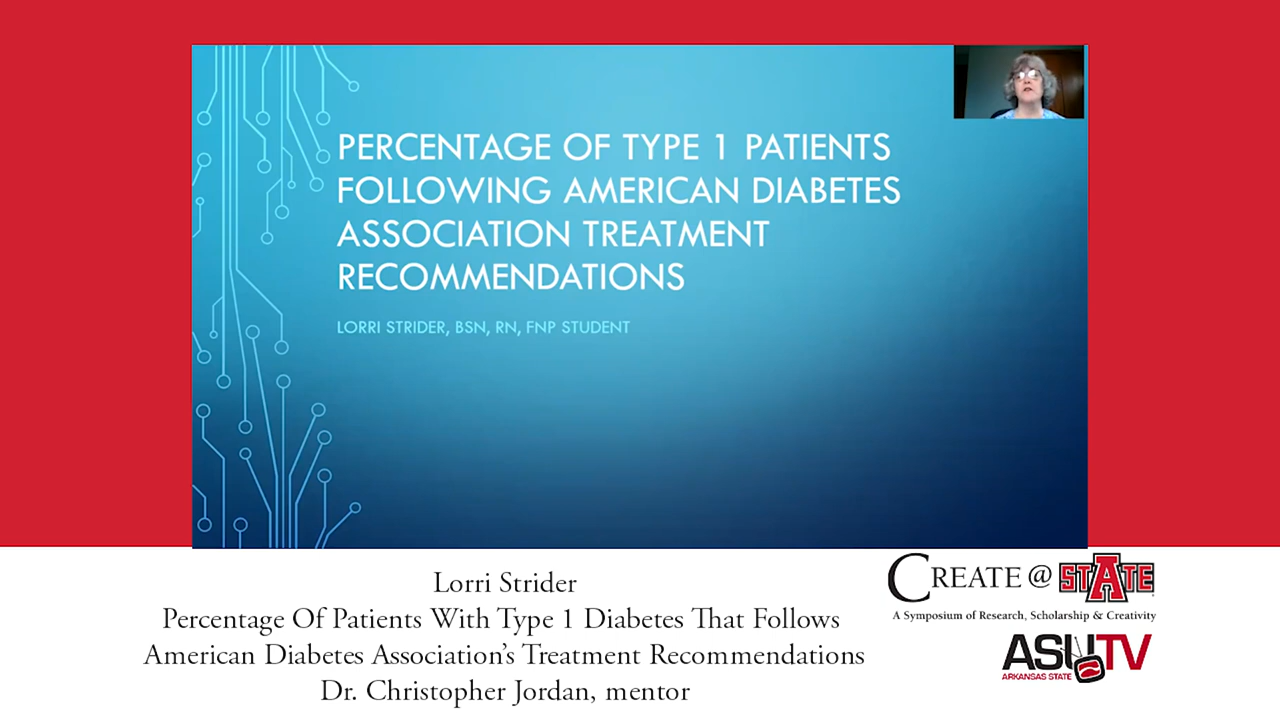 PERCENTAGE OF TYPE 1 PATIENTS
FOLLOWING AMERICAN DIABETES
ASSOCIATION TREATMENT
RECOMMENDATIONS
LORRI STRIDER, BSN, RN, FNP STUDENT
Lorri Strider
Percentage Of Patients With Type 1 Diabetes That Follows
American Diabetes Association’s Treatment Recommendations
Dr. Christopher Jordan, mentor
CREATE @ STATE
A Symposium of Research, Scholarship & Creativity
ASU TV
ARKANSAS STATE